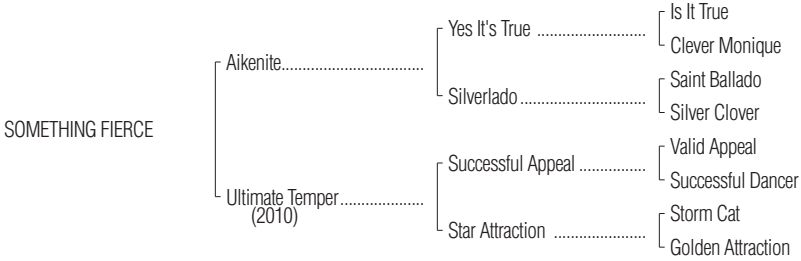 Is It True
Yes It's True ..........................
Clever Monique
Aikenite..................................
Saint Ballado
Silverlado..............................
Silver Clover
SOMETHING FIERCE
Valid Appeal
Successful Appeal ................
Successful Dancer
Ultimate Temper....................
(2010)
Storm Cat
Star Attraction ......................
Golden Attraction